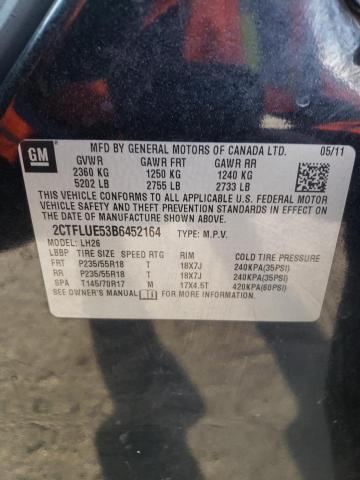 GM
MFD BY GENERAL MOTORS OF CANADA LTD. 05/11
GVWR GAWR FRT GAWR RR
2360 KG 1250 KG 1240 KG
5202 LB 2755 LB 2733 LB
THIS VEHICLE CONFORMS TO ALL APPLICABLE U.S. FEDERAL MOTOR
VEHICLE SAFETY AND THEFT PREVENTION STANDARDS IN EFFECT ON
THE DATE OF MANUFACTURE SHOWN ABOVE.
2CTFLUE53B6452164 TYPE: M.P.V.
MODEL: LH26
LBBP TIRE SIZE SPEED RTG RIM COLD TIRE PRESSURE
FRT P235/55R18 T 18X7J 240KPA(35PSI)
RR P235/55R18 T 18X7J 240KPA(35PSI)
SPA T145/70R17 M 17X4.5T 420KPA(60PSI)
SEE OWNER'S MANUAL FOR MORE INFORMATION.